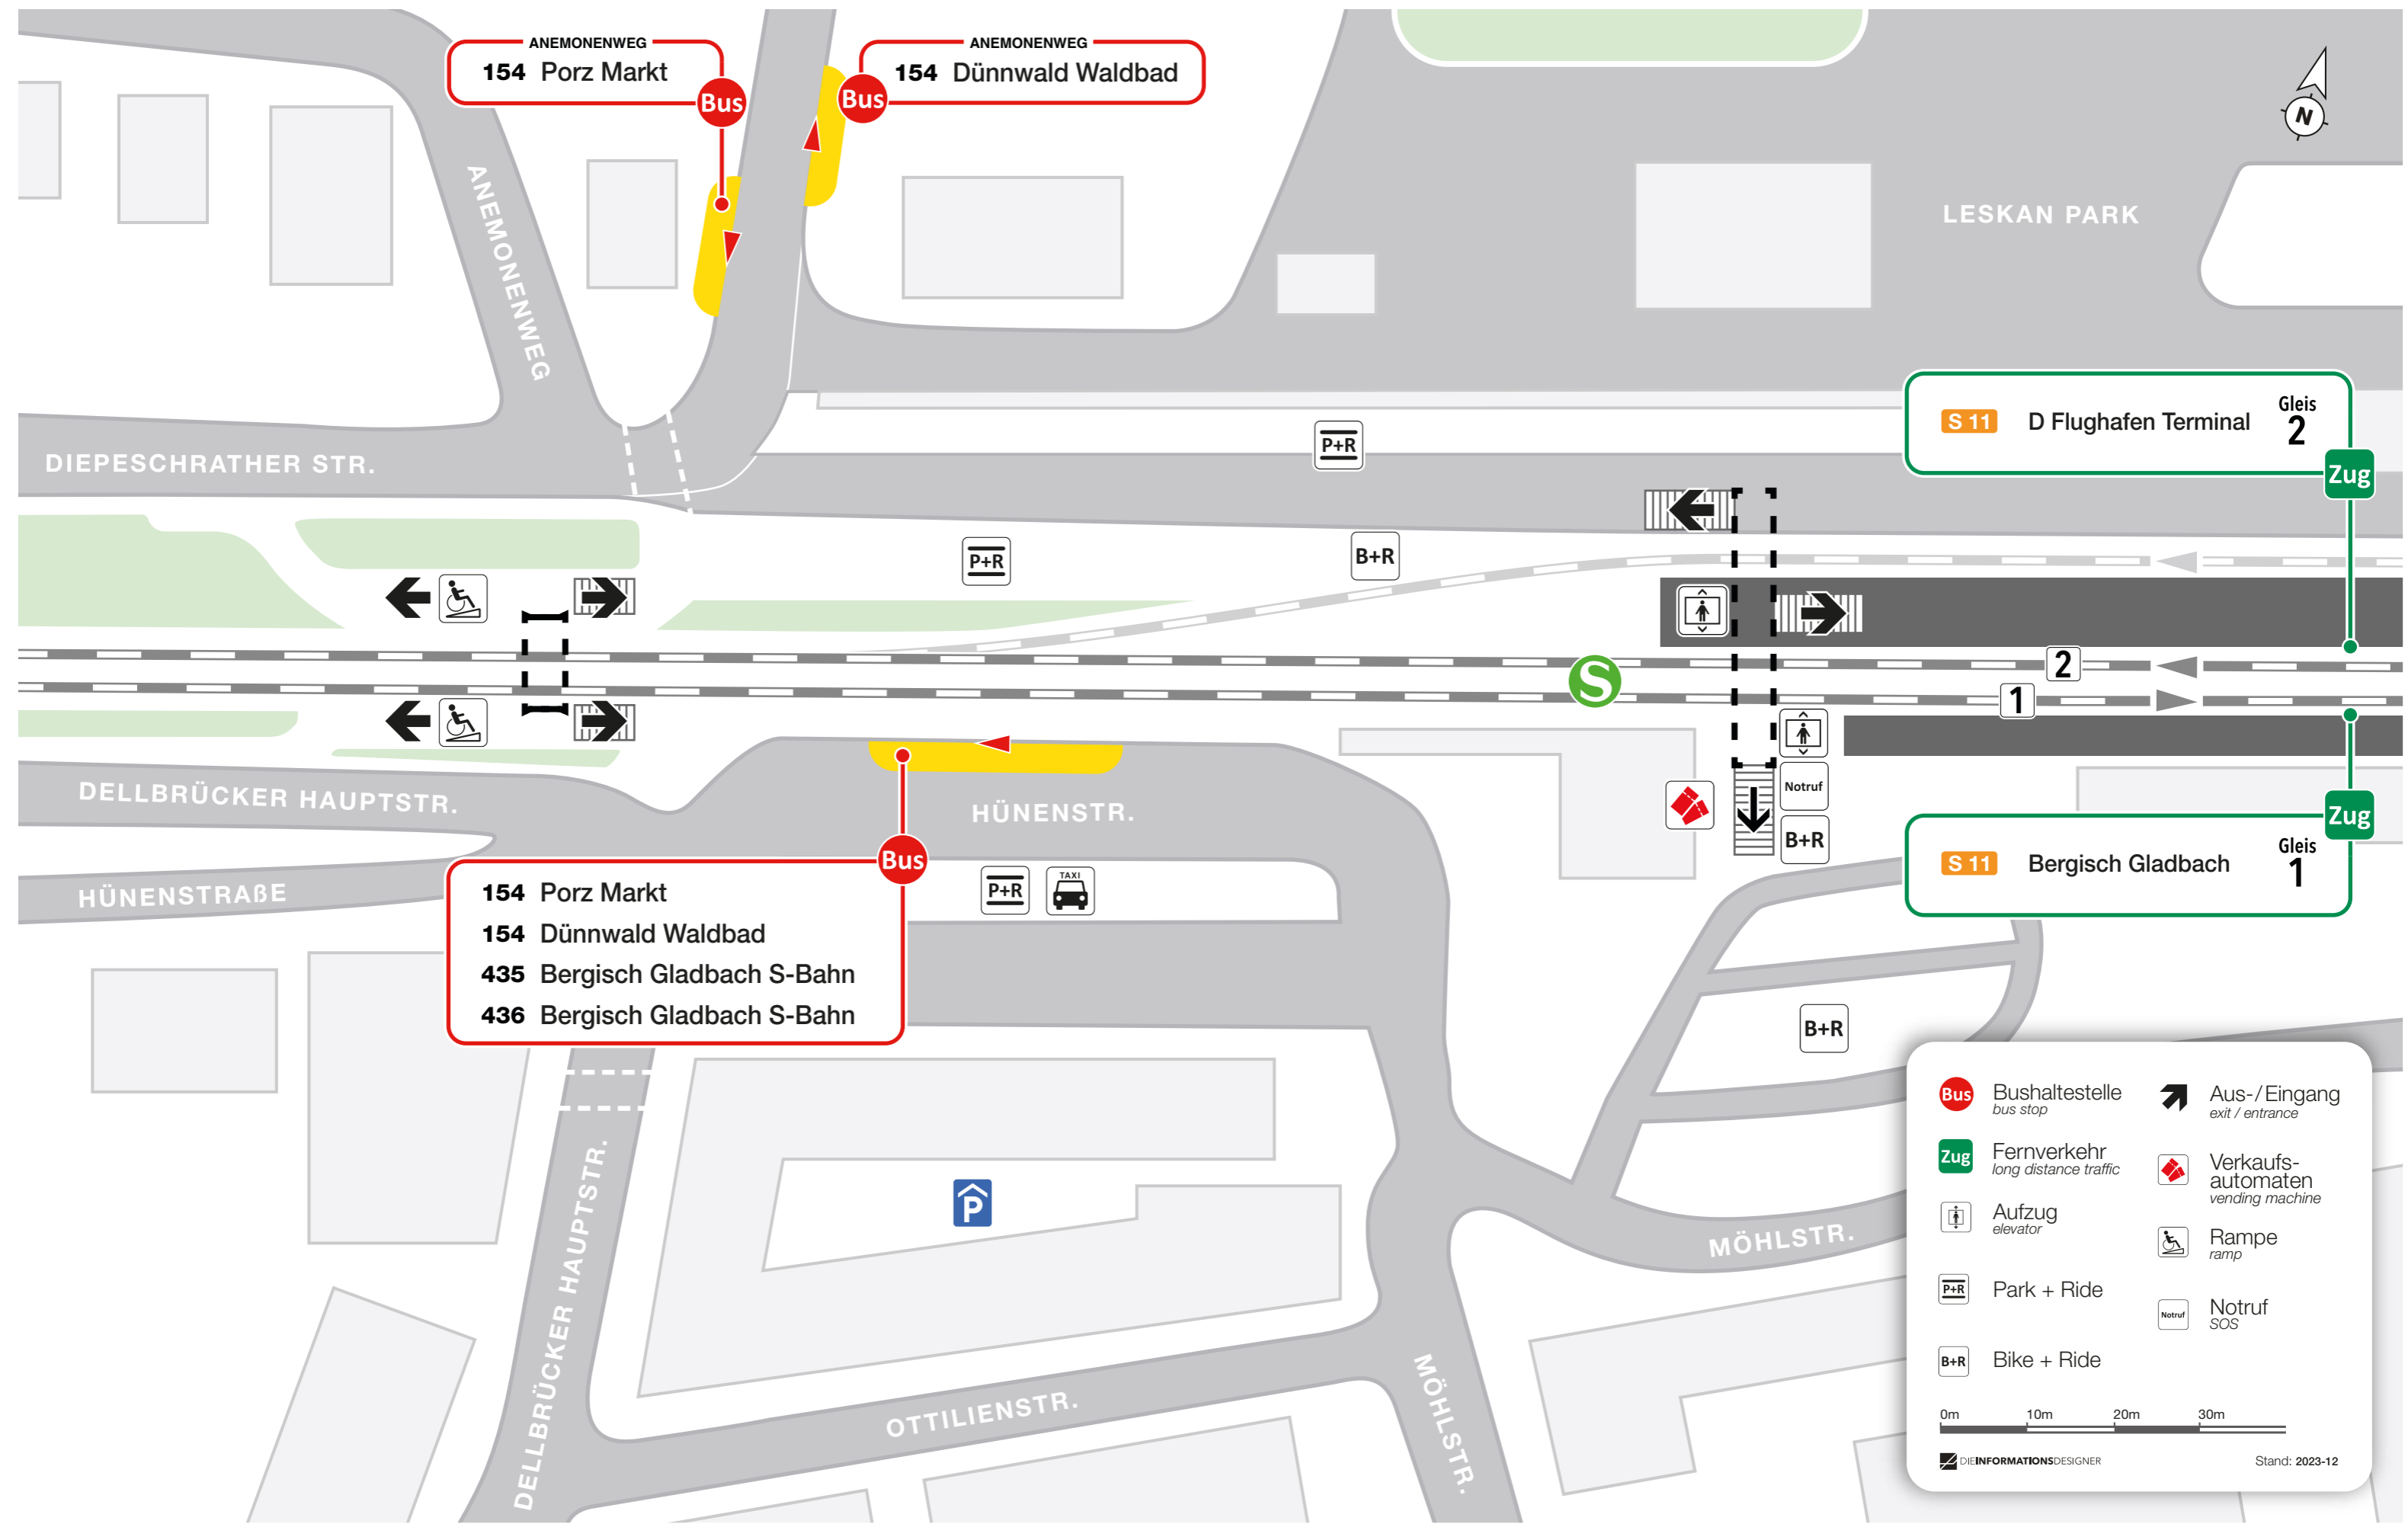 ANEMONENWEG
154 Porz Markt
Bus
ANEMONENWEG
154 Dünnwald Waldbad
Bus
N
ANEMONENWEG
LESKAN PARK
S 11 D Flughafen Terminal Gleis 2
Zug
DIEPESCHRATHER STR.
P+R
P+R
B+R
S
2
1
DELLBRÜCKER HAUPTSTR.
HÜNENSTR.
Notruf
B+R
Zug
S 11 Bergisch Gladbach Gleis 1
HÜNENSTRAßE
Bus
154 Porz Markt
154 Dünnwald Waldbad
435 Bergisch Gladbach S-Bahn
436 Bergisch Gladbach S-Bahn
P+R
TAXI
B+R
P
DELLBRÜCKER HAUPTSTR.
MÖHLSTR.
OTTILIENSTR.
MÖHLSTR.
Bus Bushaltestelle
bus stop
Zug Fernverkehr
long distance traffic
Aufzug
elevator
P+R Park + Ride
B+R Bike + Ride
Aus-/Eingang
exit / entrance
Verkaufs-
automaten
vending machine
Rampe
ramp
Notruf Notruf
SOS
0m 10m 20m 30m
DIEINFORMATIONSDESIGNER
Stand: 2023-12